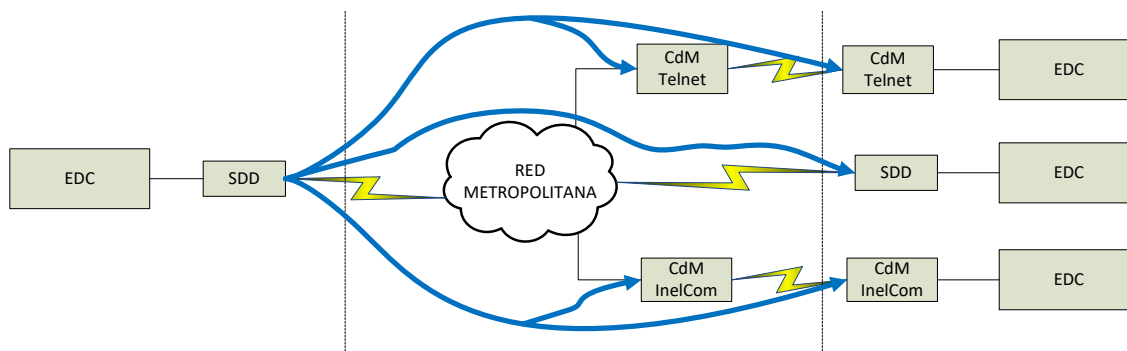 CdM
Telnet
CdM
Telnet
EDC
EDC
SDD
RED
METROPOLITANA
SDD
EDC
CdM
InelCom
CdM
InelCom
EDC